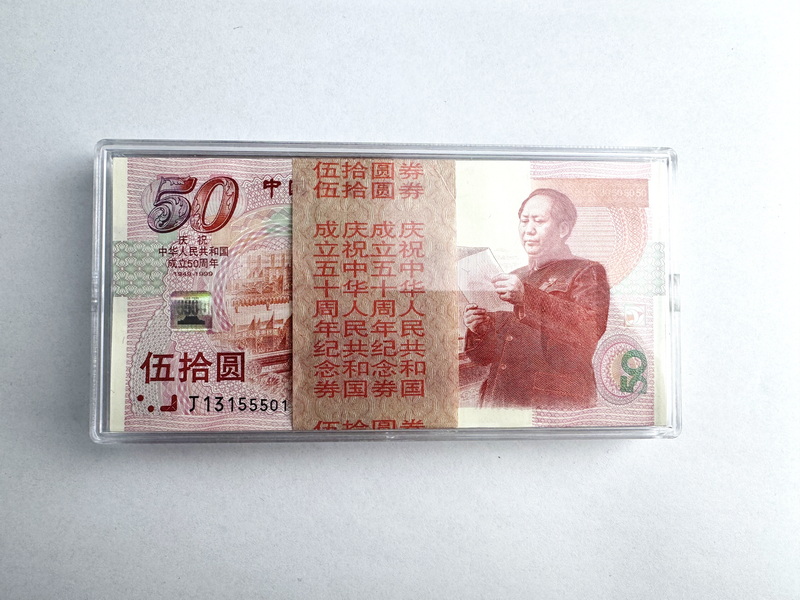 50
中
庆 祝
中华人民共和国
成立50周年
1949-1999
伍拾圆
J13155501
伍拾圆券
伍拾圆券
庆祝中华人民共和国
成立五十周年纪念券
庆祝中华人民共和国
成立五十周年纪念券
伍拾圆券
50